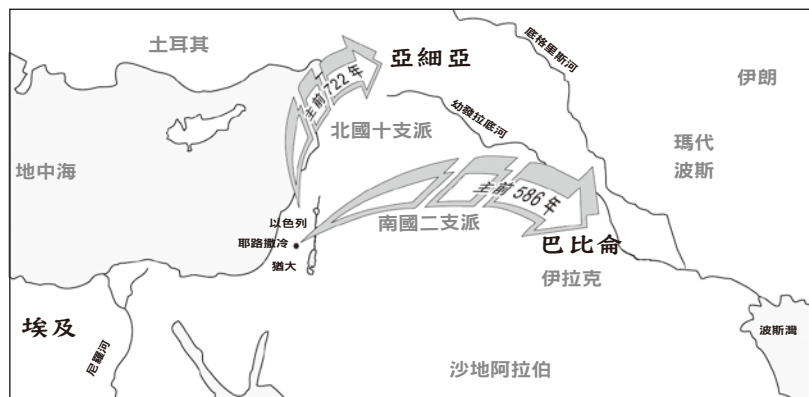 土耳其
亞細亞
底格里斯河
伊朗
主前722年
幼發拉底河
北國十支派
瑪代
波斯
地中海
主前586年
以色列
南國二支派
耶路撒冷
巴比侖
猶大
伊拉克
埃及
尼羅河
波斯灣
沙地阿拉伯